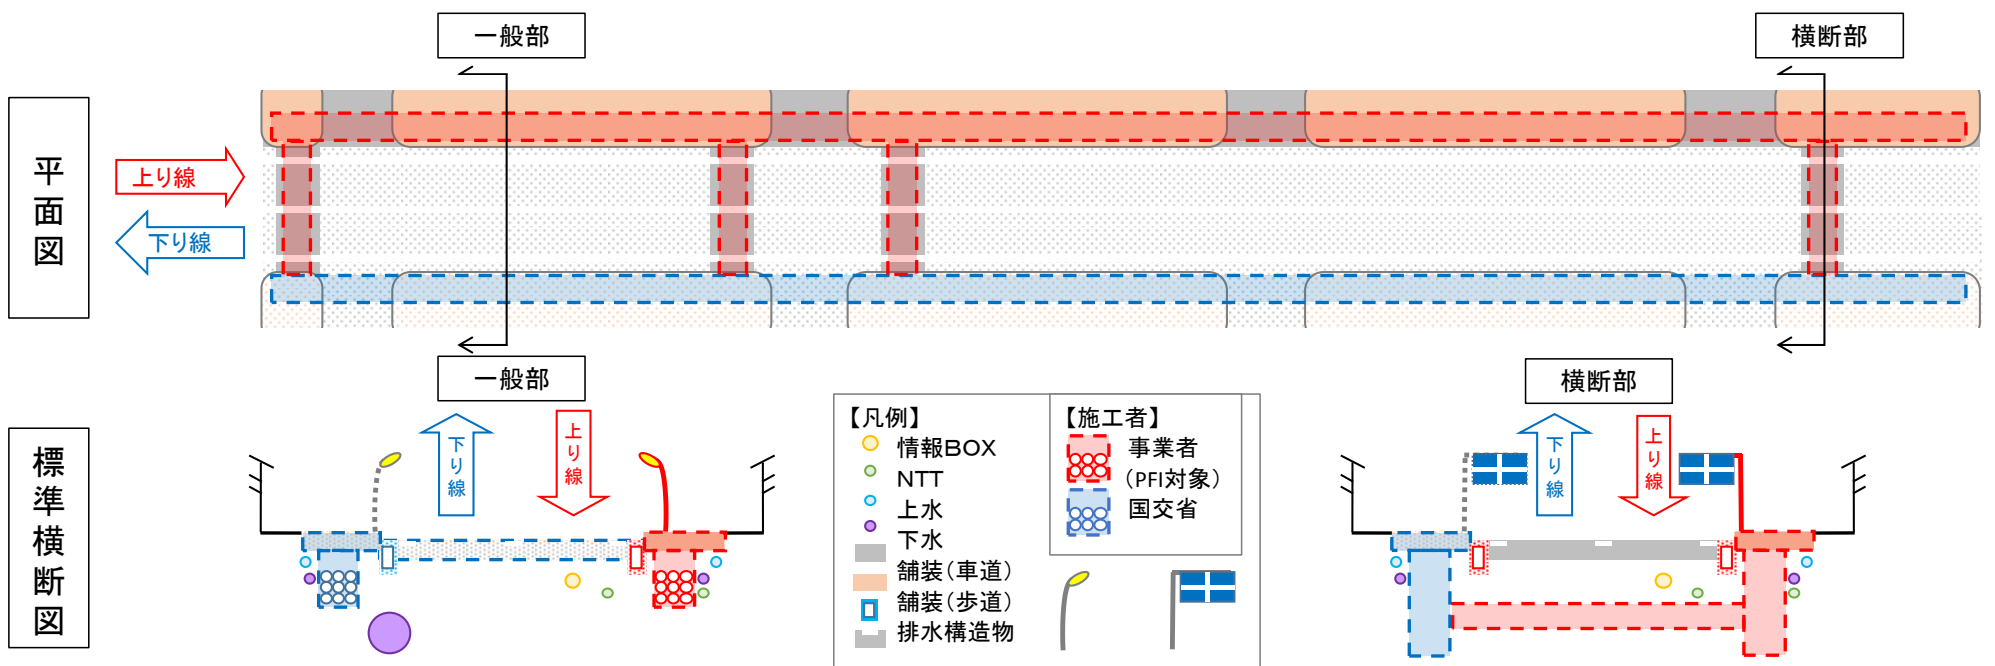 一般部
横断部
平面図
上り線
下り線
一般部
横断部
標準横断図
下り線
上り線
【凡例】
情報BOX
NTT
上水
下水
舗装(車道)
舗装(歩道)
排水構造物
【施工者】
事業者
(PFI対象)
国交省
下り線
上り線